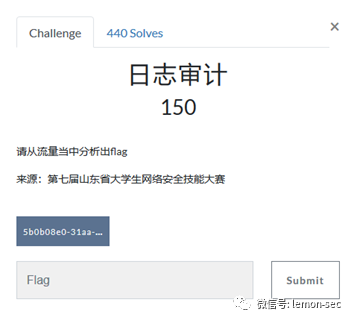 Challenge
440 Solves
×
日志审计
150
请从流量当中分析出flag
来源：第七届山东省大学生网络安全技能大赛
5b0b08e0-31aa-...
Flag
Submit
微信号: lemon-sec